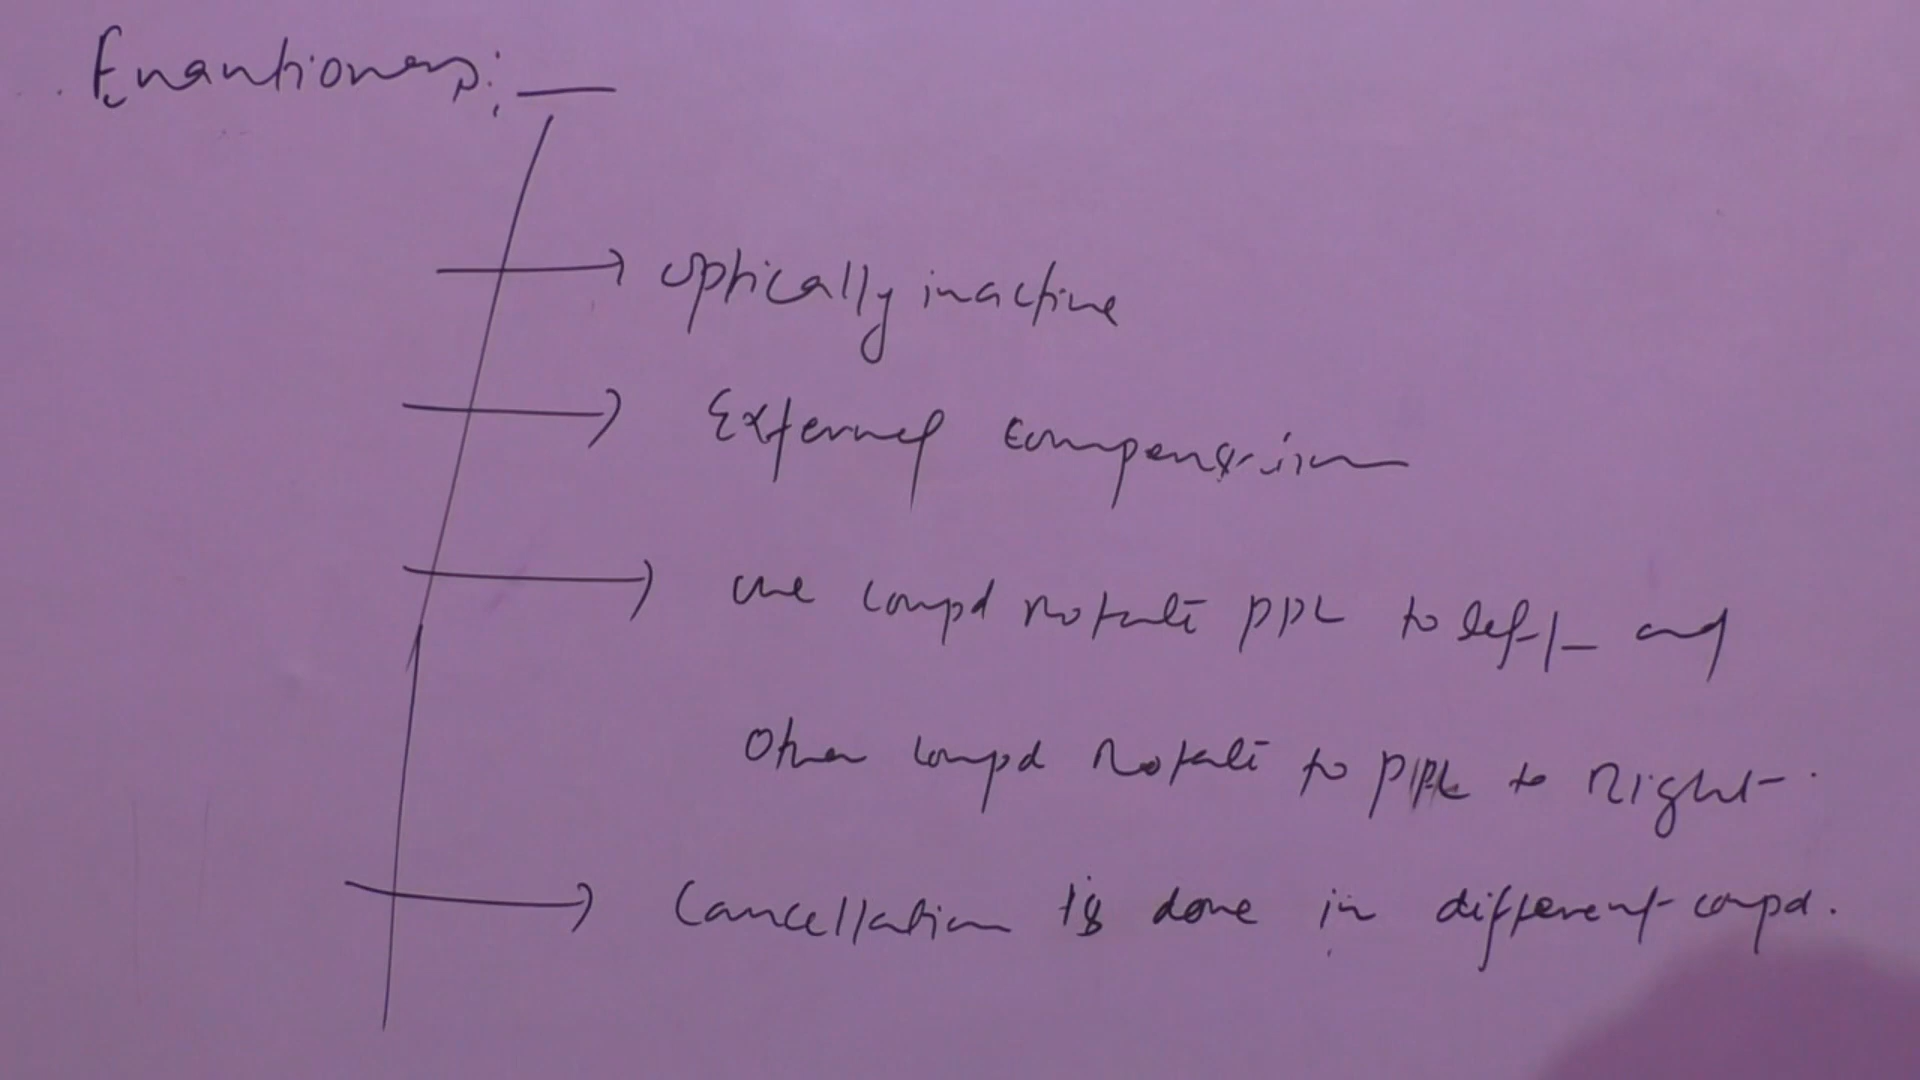 Enantiomers: —
→ optically inactive
→ External compension
→ one compd rotate PPL to left and
Other compd rotate to PPL to Right.
→ Cancellation is done in different compd.